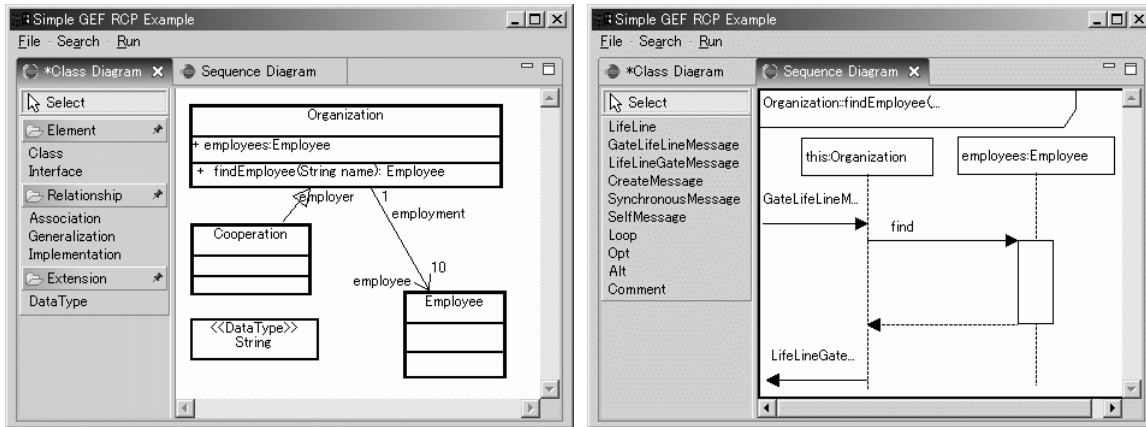 Simple GEF RCP Example
File Search Run
*Class Diagram
Sequence Diagram
Select
Element
Class
Interface
Relationship
Association
Generalization
Implementation
Extension
DataType
Organization
+ employees:Employee
+ findEmployee(String name): Employee
employer
1
employment
Cooperation
10
employee
Employee
<<DataType>>
String
Simple GEF RCP Example
File Search Run
*Class Diagram
Sequence Diagram
Select
LifeLine
GateLifeLineMessage
LifeLineGateMessage
CreateMessage
SynchronousMessage
SelfMessage
Loop
Opt
Alt
Comment
Organization::findEmployee(...
this:Organization
employees:Employee
GateLifeLineM...
find
LifeLineGate...